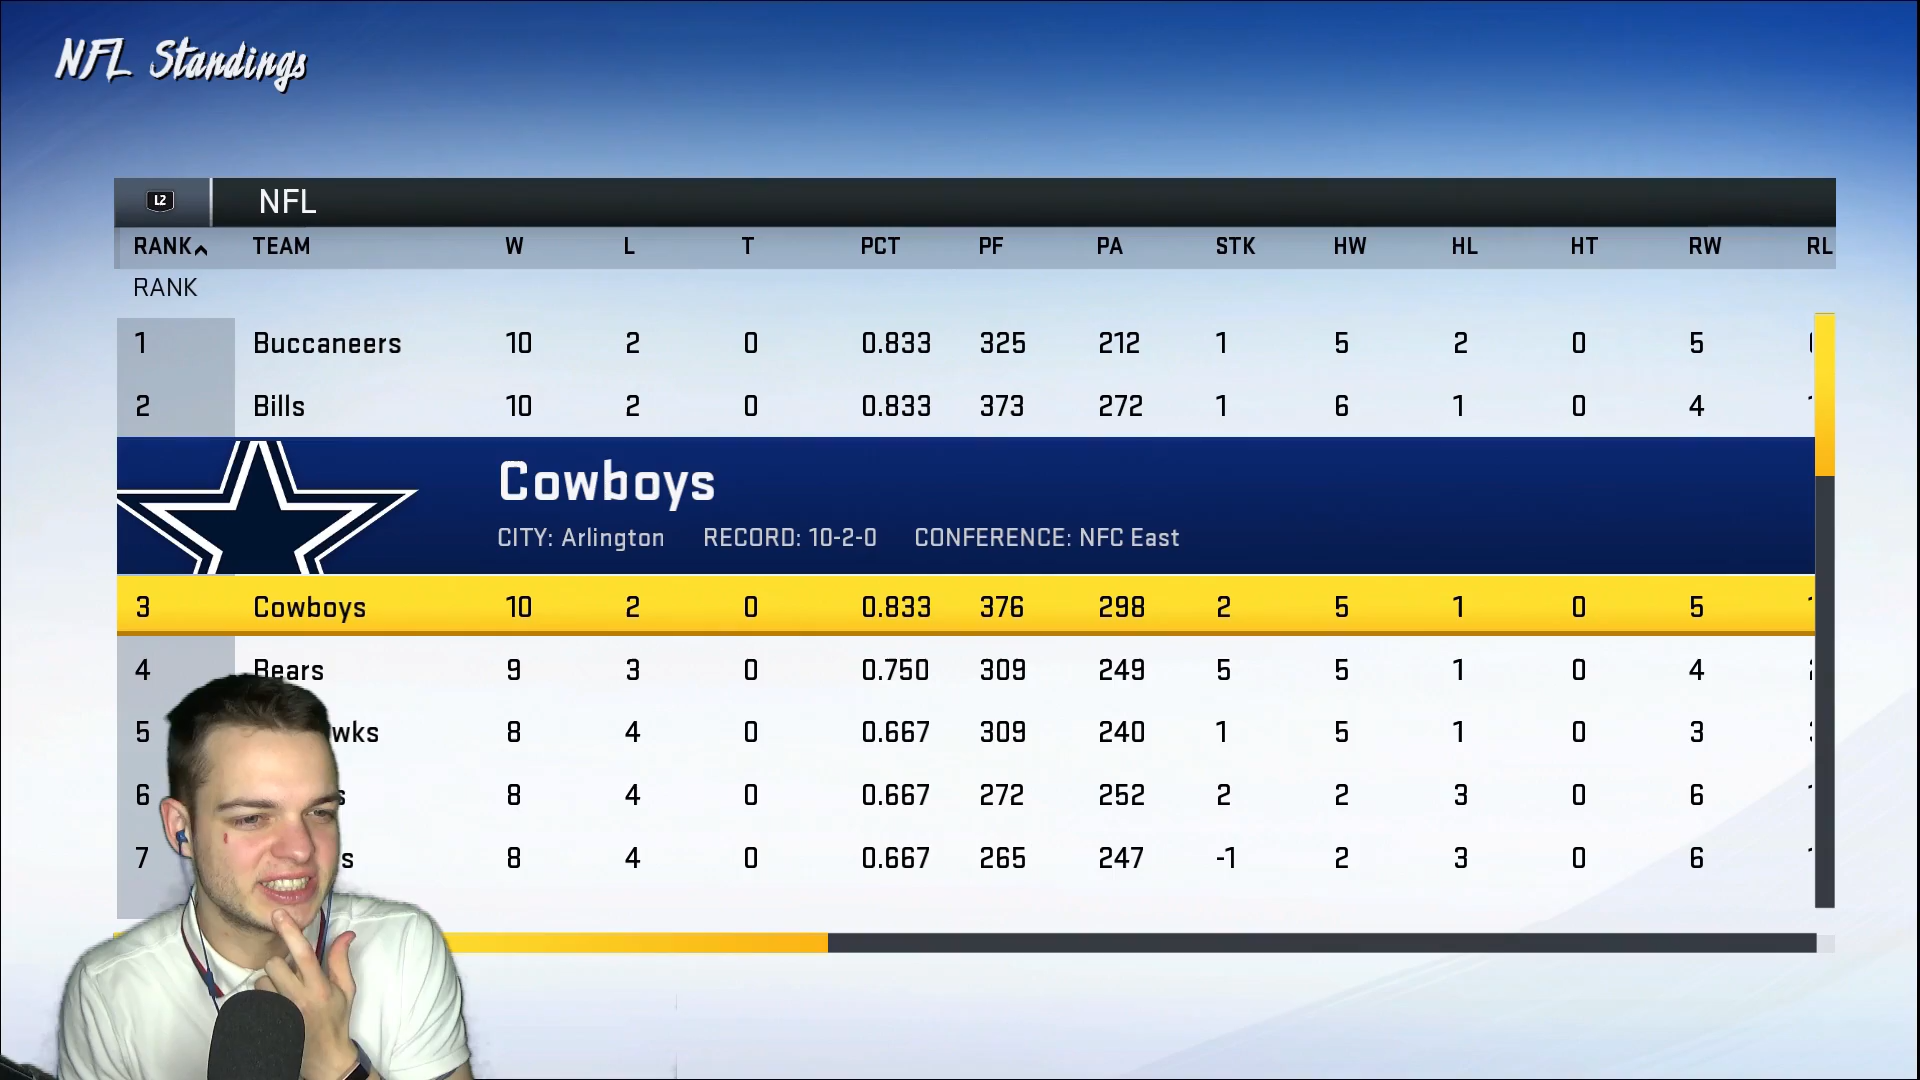 NFL Standings
L2 NFL
RANK TEAM W L T PCT PF PA STK HW HL HT RW RL
RANK
1 Buccaneers 10 2 0 0.833 325 212 1 5 2 0 5
2 Bills 10 2 0 0.833 373 272 1 6 1 0 4
Cowboys
CITY: Arlington RECORD: 10-2-0 CONFERENCE: NFC East
3 Cowboys 10 2 0 0.833 376 298 2 5 1 0 5
4 Bears 9 3 0 0.750 309 249 5 5 1 0 4
5 wks 8 4 0 0.667 309 240 1 5 1 0 3
6 s 8 4 0 0.667 272 252 2 2 3 0 6
7 s 8 4 0 0.667 265 247 -1 2 3 0 6